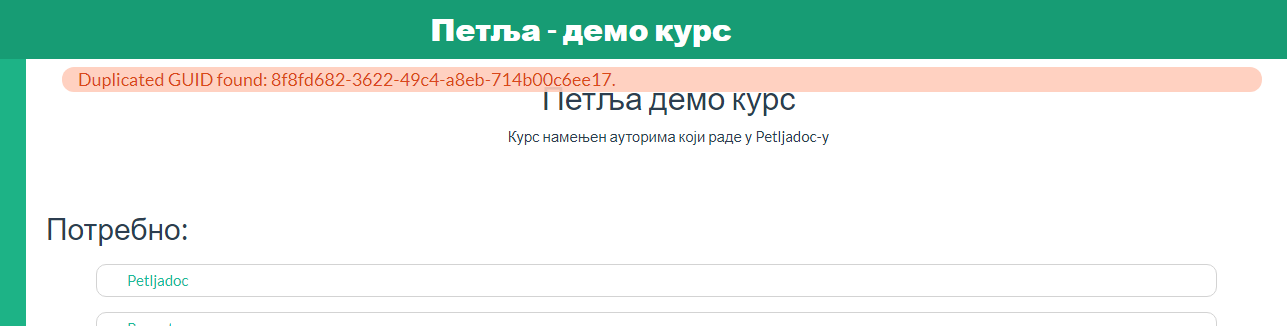 Петља - демо курс
Duplicated GUID found: 8f8fd682-3622-49c4-a8eb-714b00c6ee17.
Петља демо курс
Курс намењен ауторима који раде у Petljadoc-у
Потребно:
Petljadoc